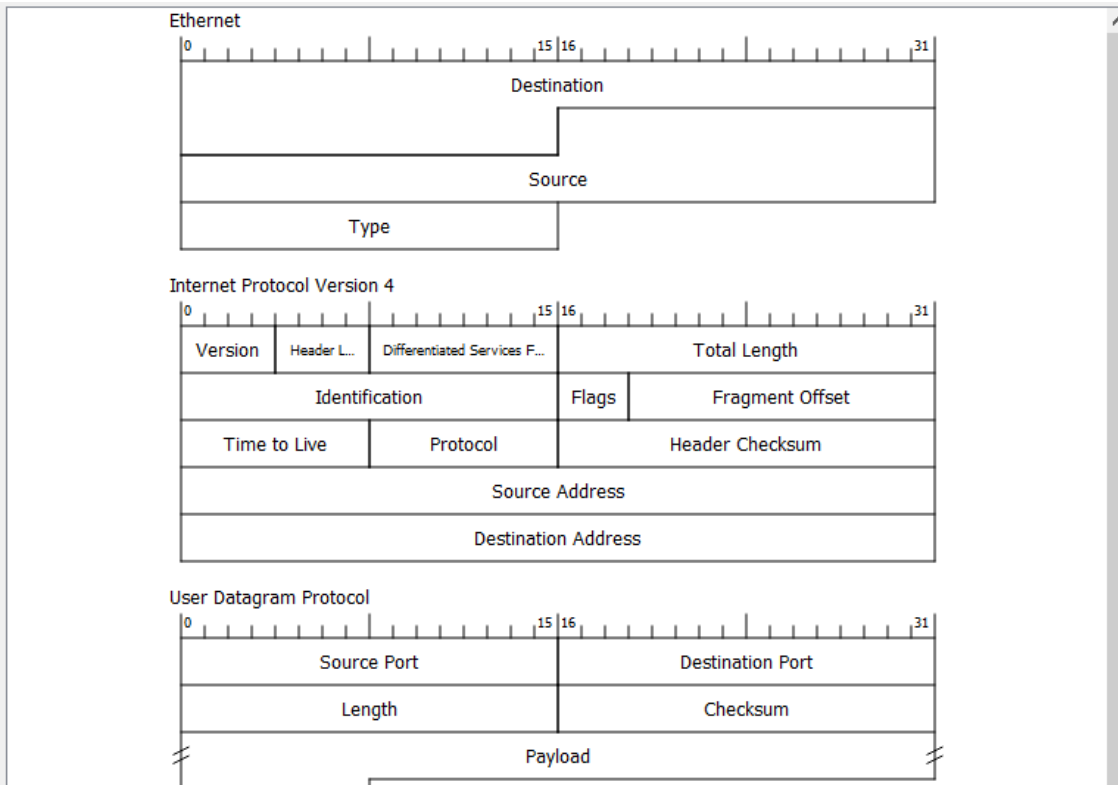 Ethernet
0 15 16 31
Destination
Source
Type
Internet Protocol Version 4
0 15 16 31
Version Header L... Differentiated Services F... Total Length
Identification Flags Fragment Offset
Time to Live Protocol Header Checksum
Source Address
Destination Address
User Datagram Protocol
0 15 16 31
Source Port Destination Port
Length Checksum
Payload